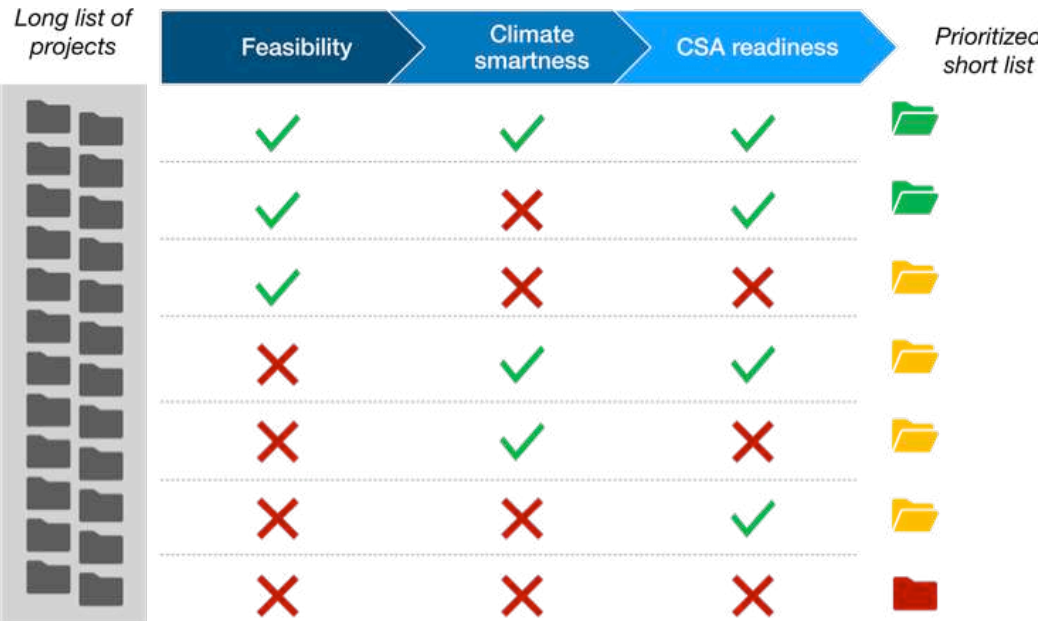 Long list of
projects
Feasibility
Climate
smartness
CSA readiness
Prioritized
short list